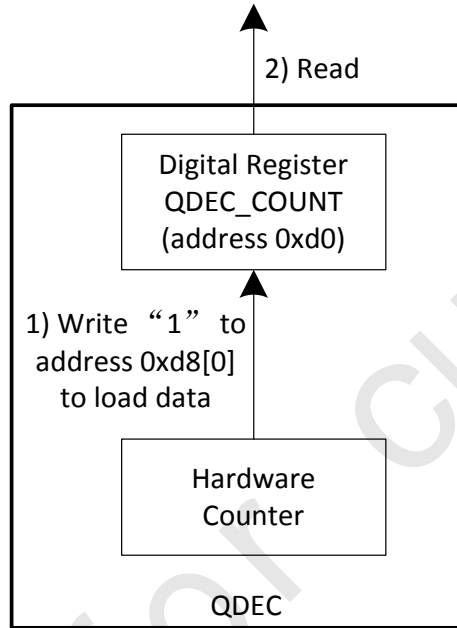 2) Read
Digital Register
QDEC_COUNT
(address 0xd0)
1) Write “1” to
address 0xd8[0]
to load data
Hardware
Counter
QDEC